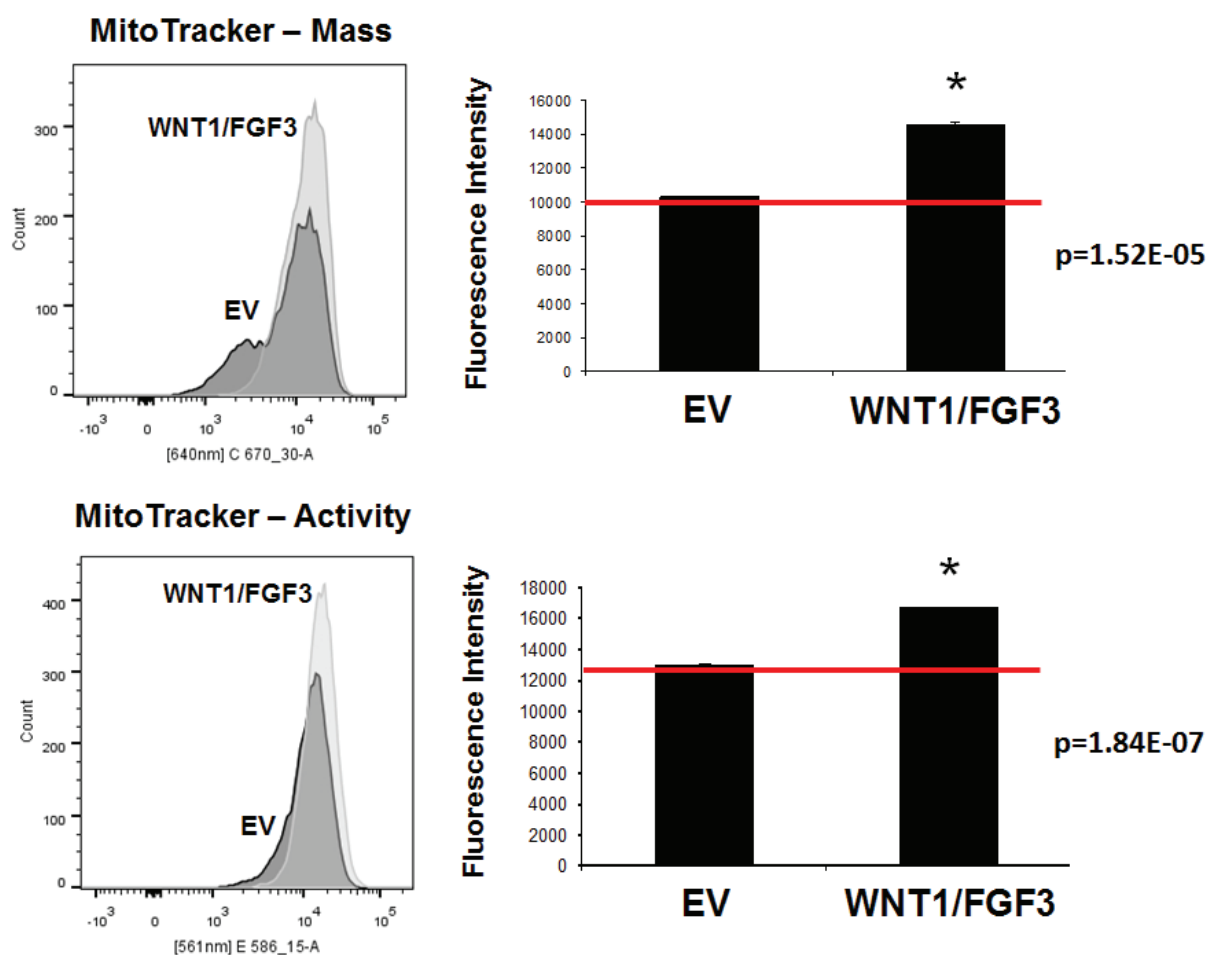 MitoTracker – Mass
WNT1/FGF3
EV
Count
300
200
100
0
-10³ 0 10³ 10⁴ 10⁵
[640nm] C 670_30-A
Fluorescence Intensity
16000
14000
12000
10000
8000
6000
4000
2000
0
*
EV WNT1/FGF3
p=1.52E-05
MitoTracker – Activity
WNT1/FGF3
EV
Count
400
300
200
100
0
-10³ 0 10³ 10⁴ 10⁵
[561nm] E 586_15-A
Fluorescence Intensity
18000
16000
14000
12000
10000
8000
6000
4000
2000
0
*
EV WNT1/FGF3
p=1.84E-07